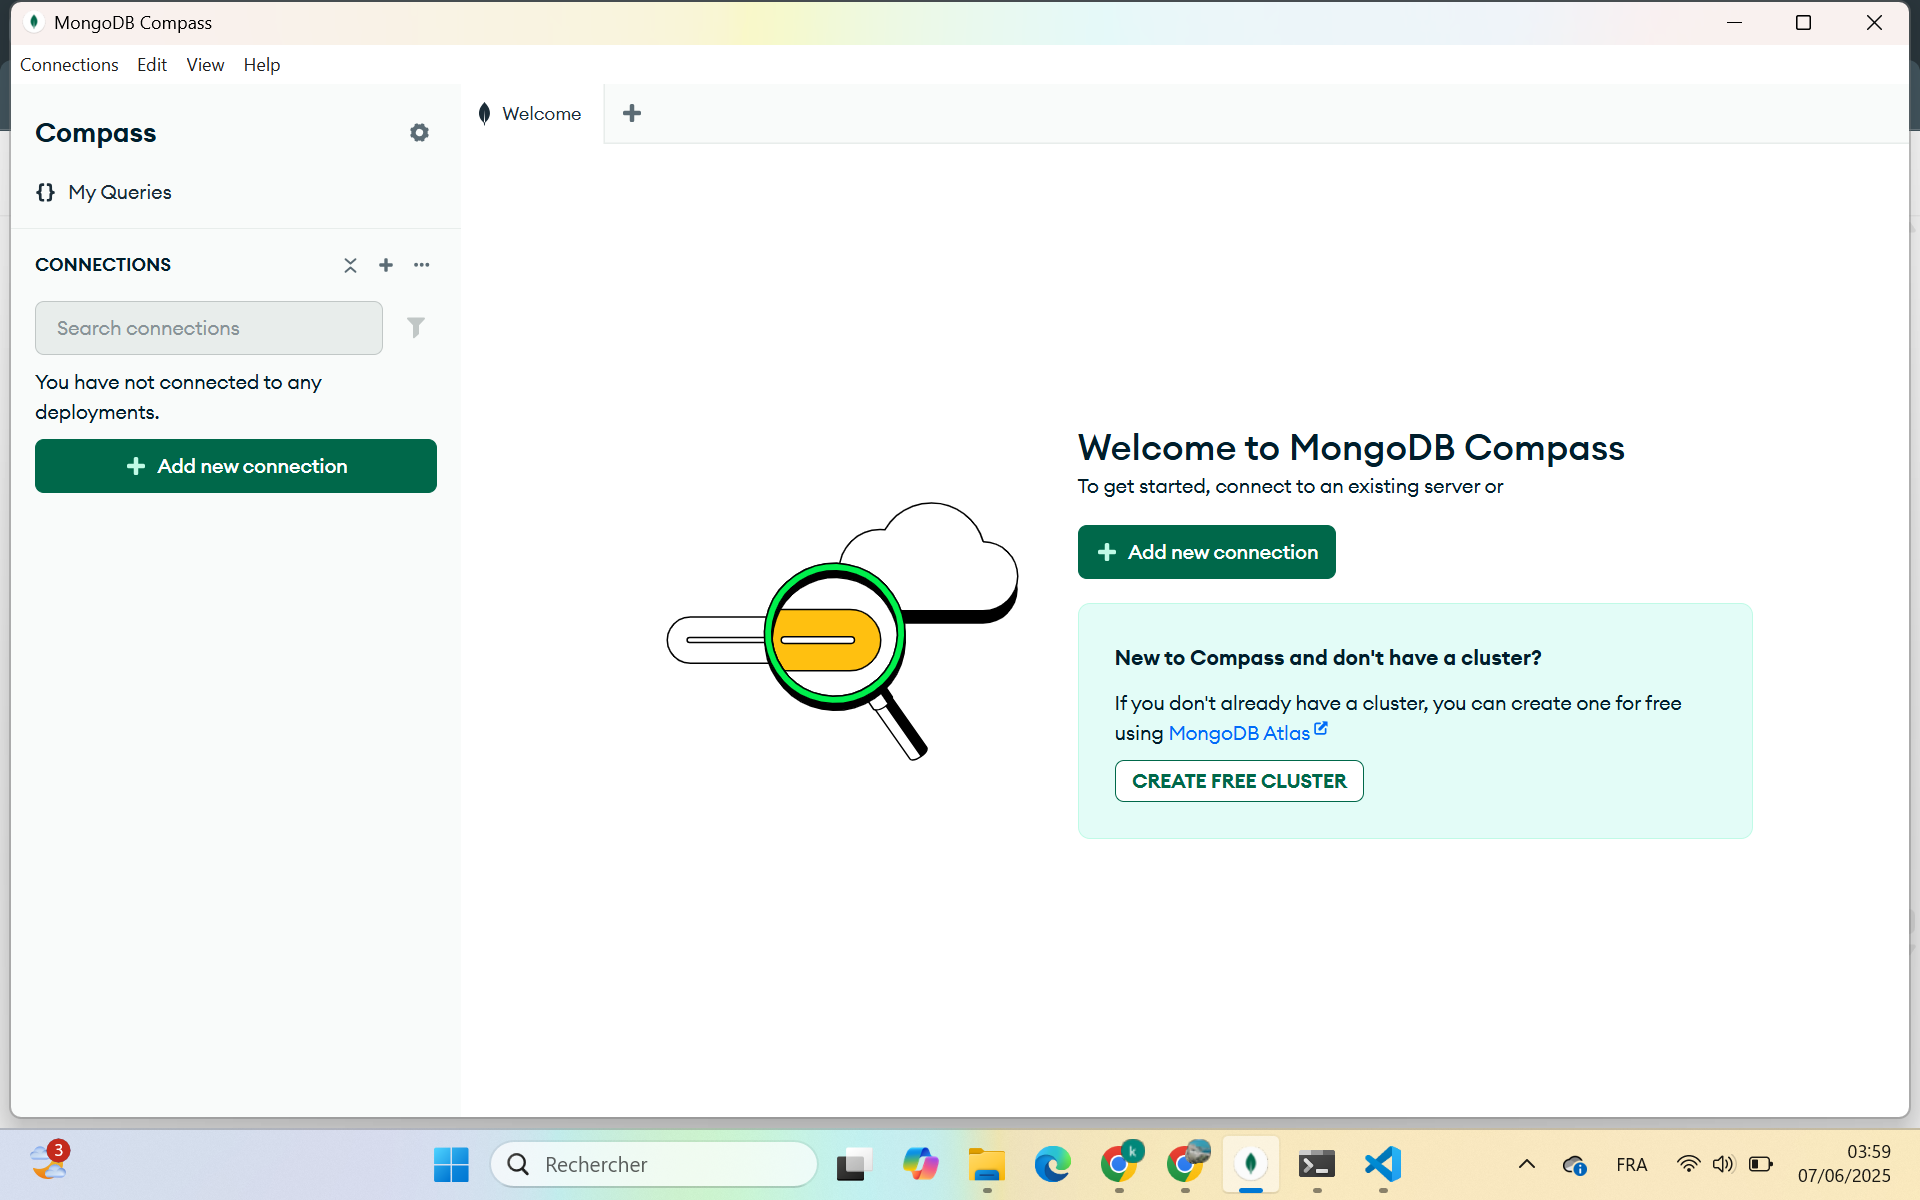 MongoDB Compass
Connections Edit View Help
Compass
{} My Queries
CONNECTIONS
Search connections
You have not connected to any
deployments.
Add new connection
Welcome
Welcome to MongoDB Compass
To get started, connect to an existing server or
Add new connection
New to Compass and don't have a cluster?
If you don't already have a cluster, you can create one for free
using MongoDB Atlas
CREATE FREE CLUSTER
3
Rechercher
k
FRA
03:59
07/06/2025